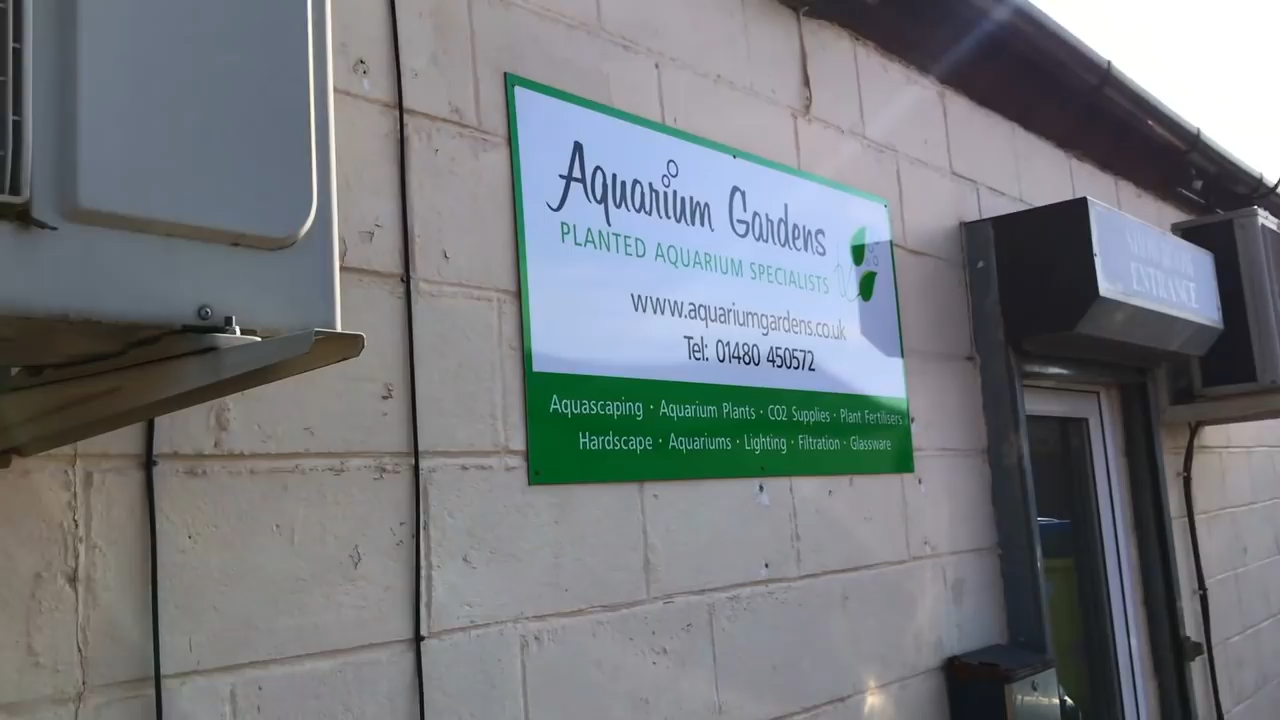 Aquarium Gardens
PLANTED AQUARIUM SPECIALISTS
www.aquariumgardens.co.uk
Tel: 01480 450572
Aquascaping · Aquarium Plants · CO2 Supplies · Plant Fertilisers
Hardscape · Aquariums · Lighting · Filtration · Glassware
ENTRANCE